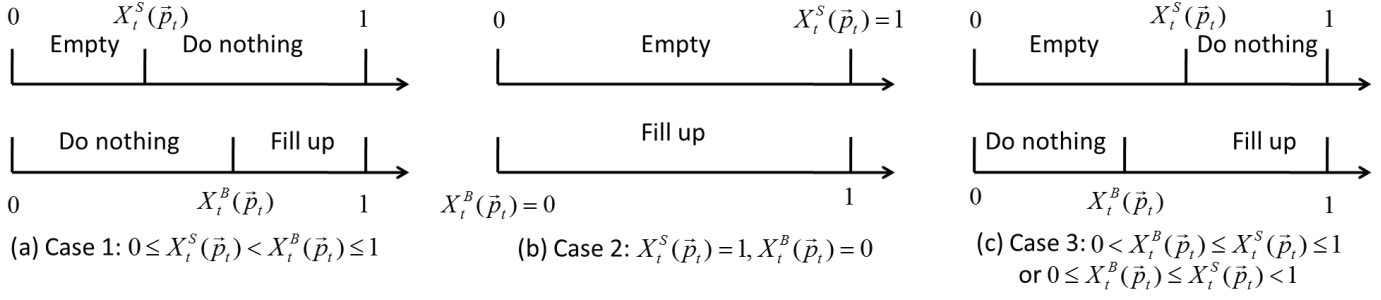 0 X_t^S(p⃗_t) 1
Empty Do nothing
Do nothing Fill up
0 X_t^B(p⃗_t) 1
(a) Case 1: 0 ≤ X_t^S(p⃗_t) < X_t^B(p⃗_t) ≤ 1
0 X_t^S(p⃗_t) = 1
Empty
Fill up
X_t^B(p⃗_t) = 0 1
(b) Case 2: X_t^S(p⃗_t) = 1, X_t^B(p⃗_t) = 0
0 X_t^S(p⃗_t) 1
Empty Do nothing
Do nothing Fill up
0 X_t^B(p⃗_t) 1
(c) Case 3: 0 < X_t^B(p⃗_t) ≤ X_t^S(p⃗_t) ≤ 1
or 0 ≤ X_t^B(p⃗_t) ≤ X_t^S(p⃗_t) < 1